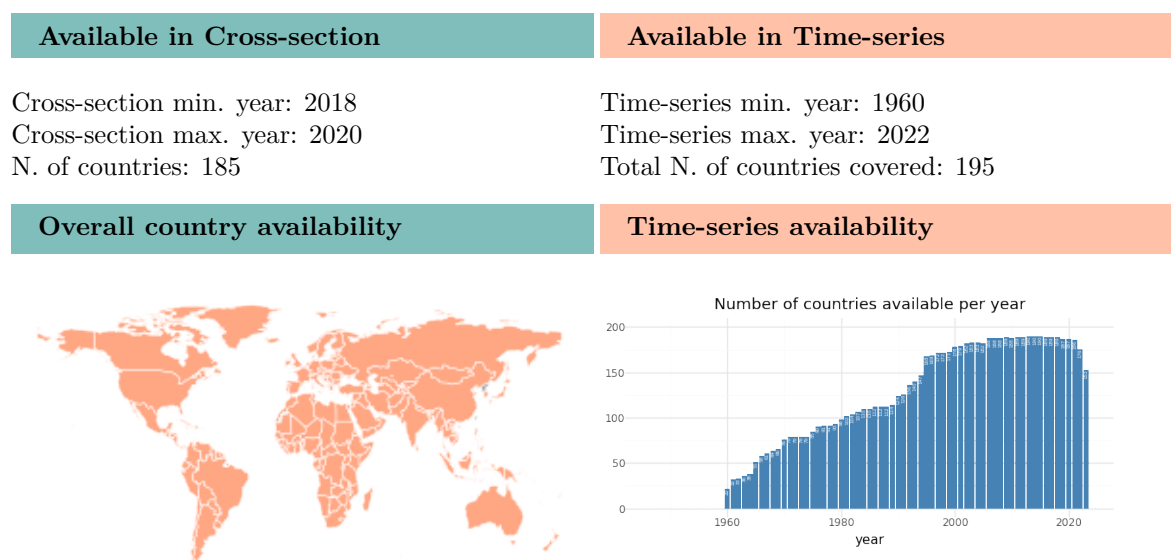 Available in Cross-section
Available in Time-series
Cross-section min. year: 2018
Cross-section max. year: 2020
N. of countries: 185
Time-series min. year: 1960
Time-series max. year: 2022
Total N. of countries covered: 195
Overall country availability
Time-series availability
Number of countries available per year
200
150
100
50
0
1960
1980
2000
2020
year